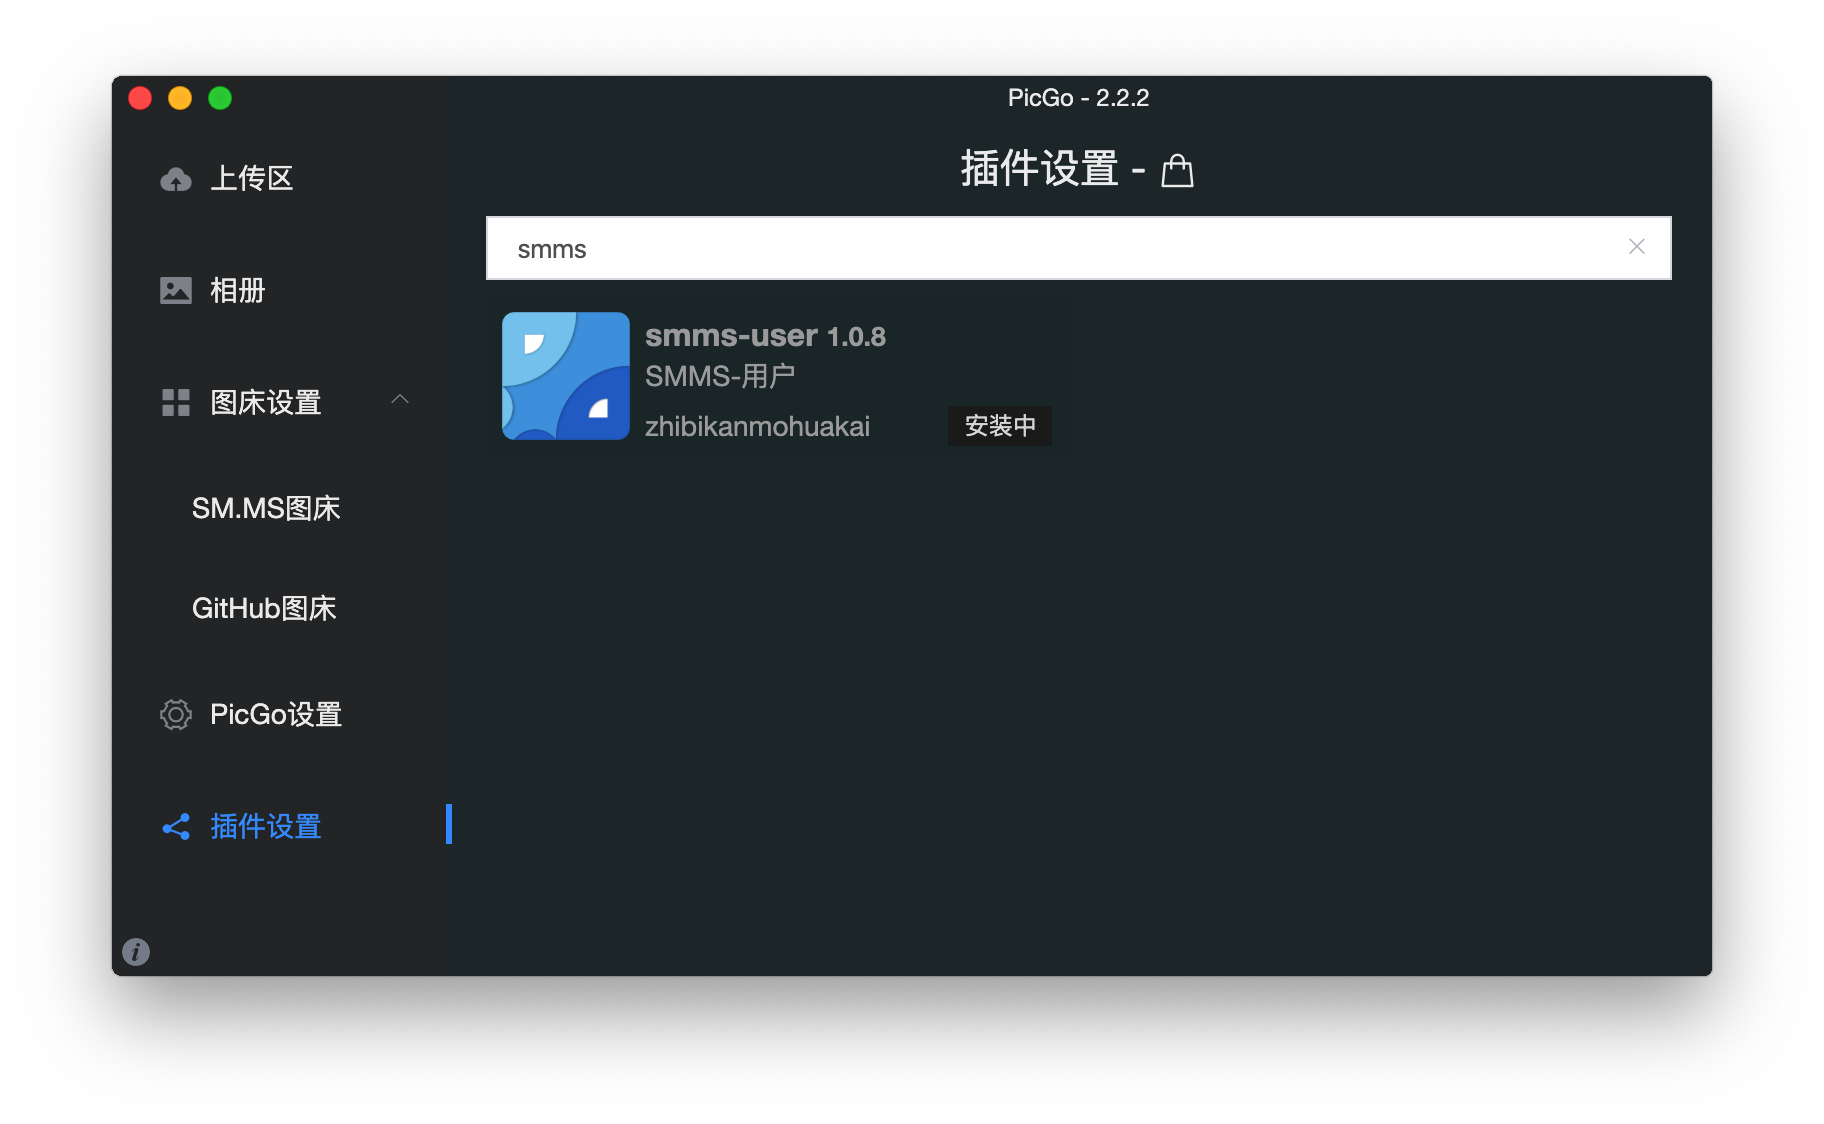 PicGo - 2.2.2
上传区
相册
图床设置
SM.MS图床
GitHub图床
PicGo设置
插件设置
插件设置 -
smms
smms-user 1.0.8
SMMS-用户
zhibikanmohuakai
安装中